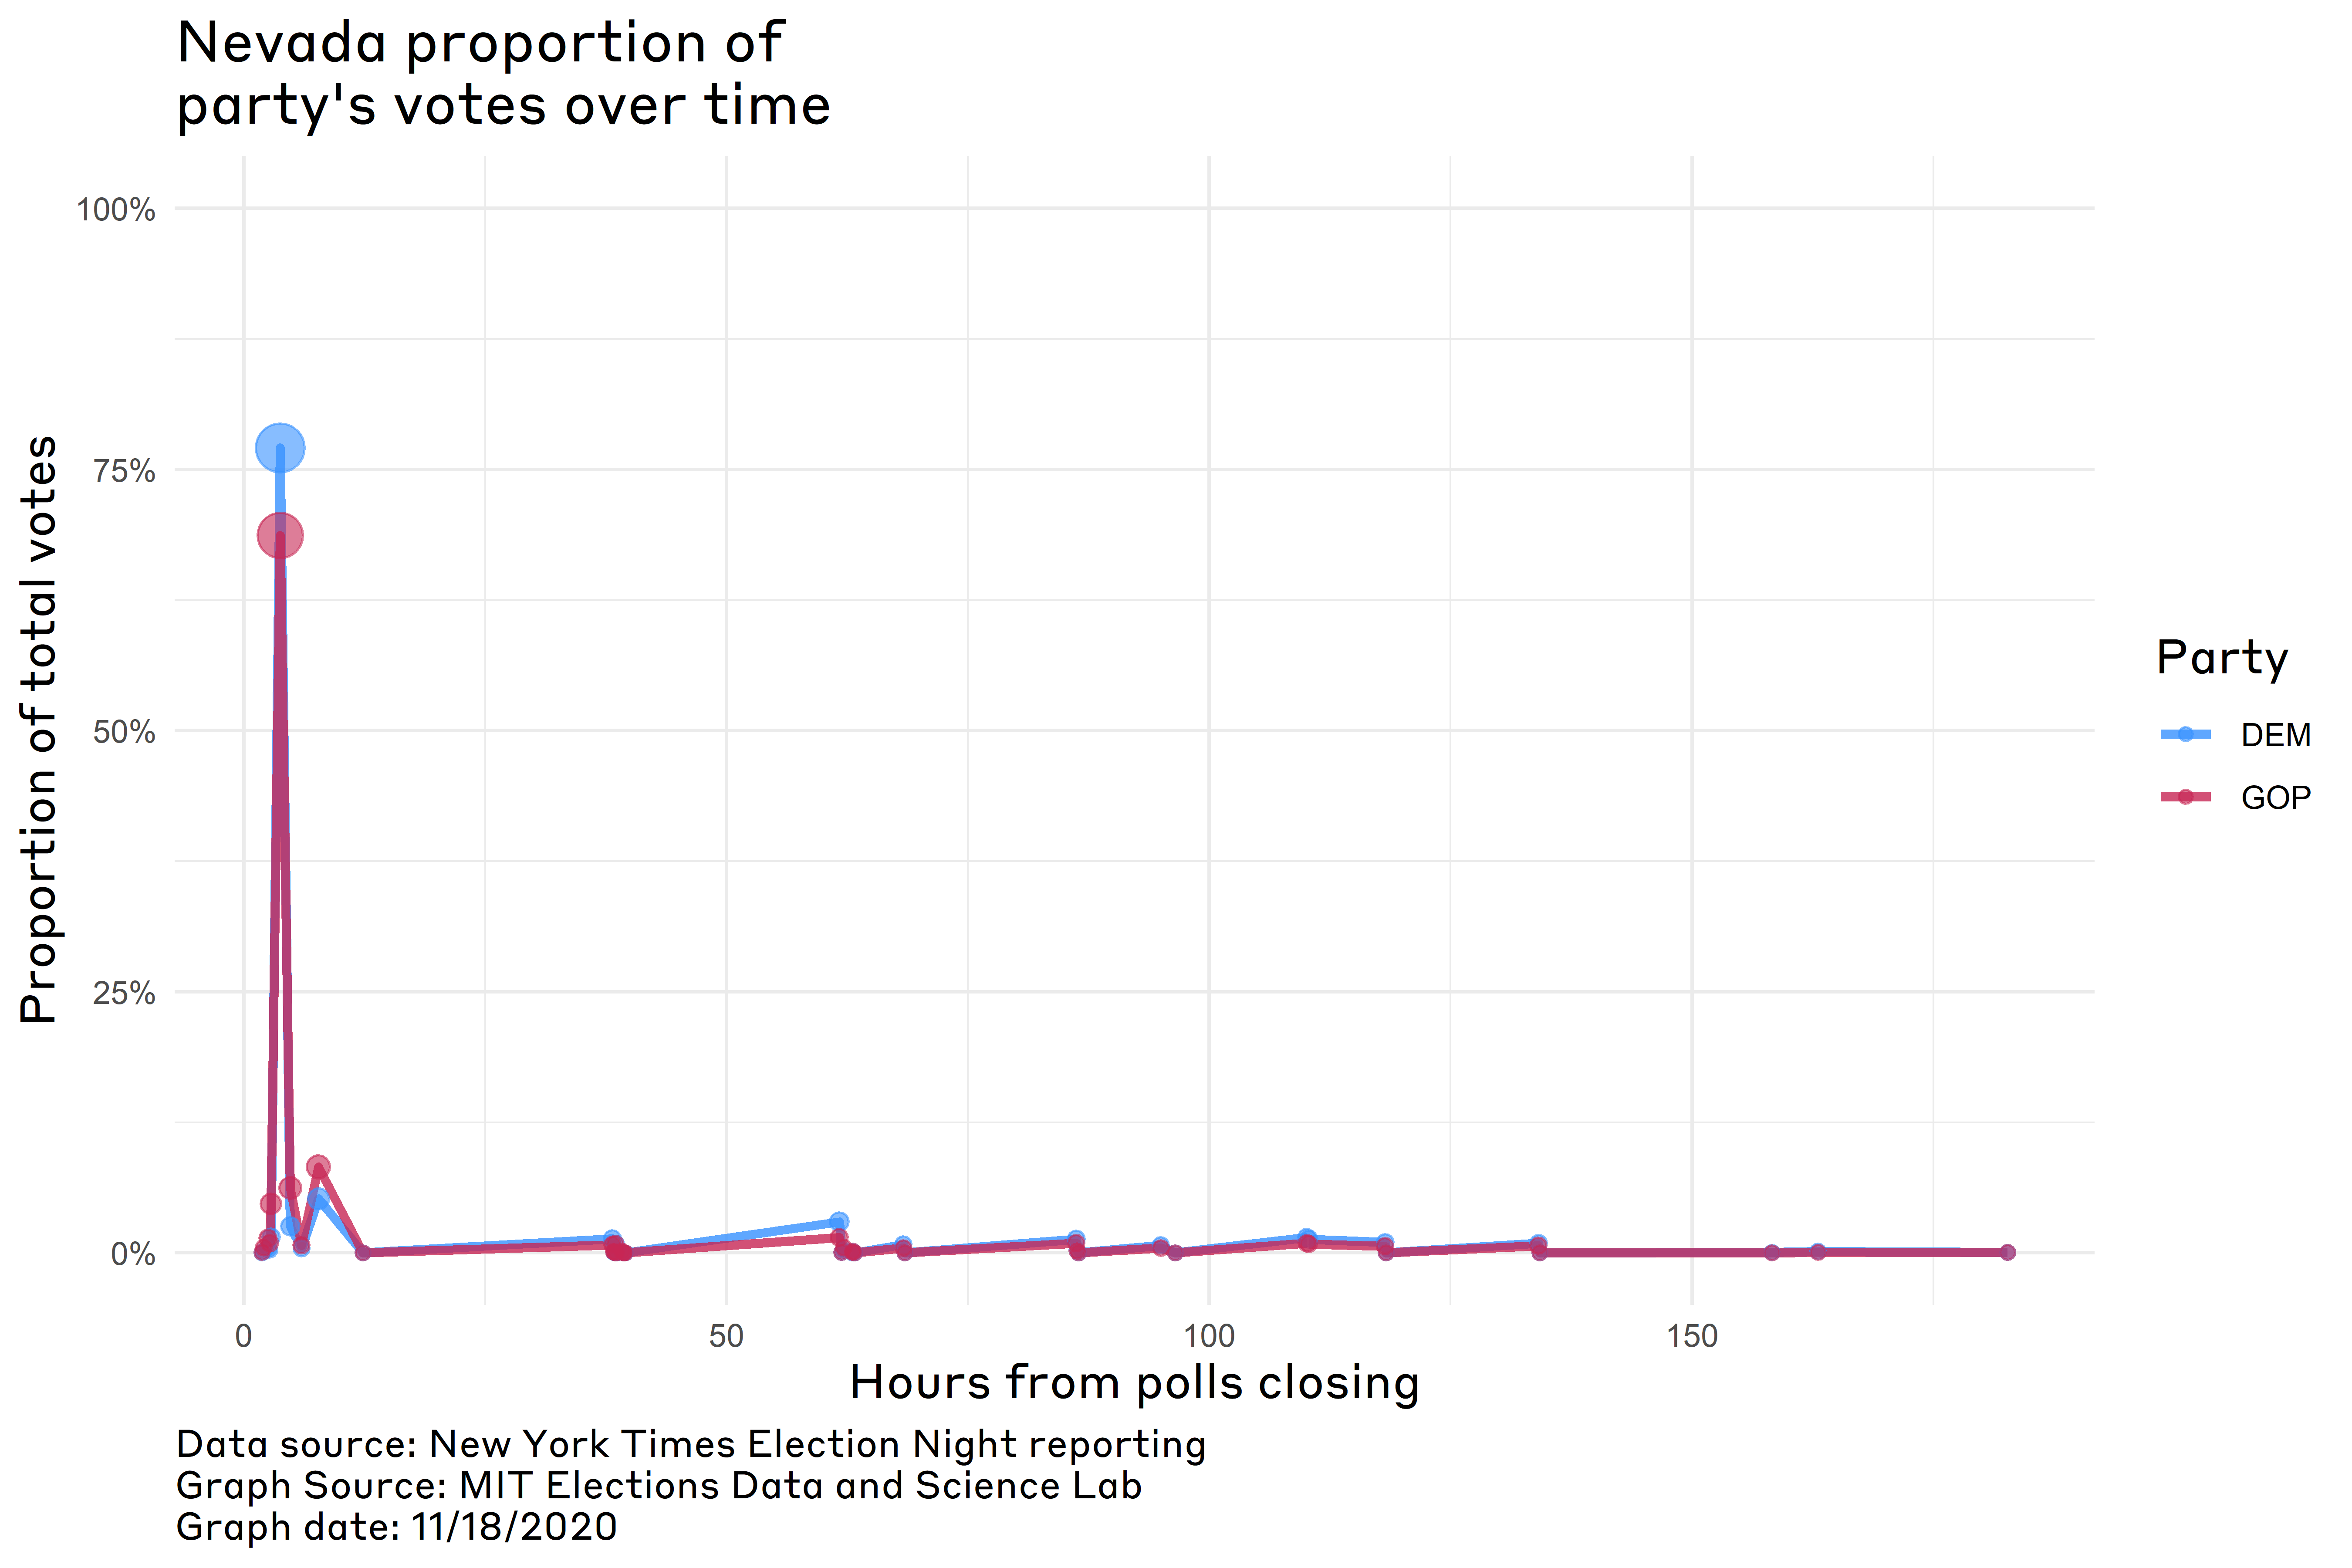 Nevada proportion of
party's votes over time
Proportion of total votes
100%
75%
50%
25%
0%
0
50
100
150
Hours from polls closing
Party
DEM
GOP
Data source: New York Times Election Night reporting
Graph Source: MIT Elections Data and Science Lab
Graph date: 11/18/2020